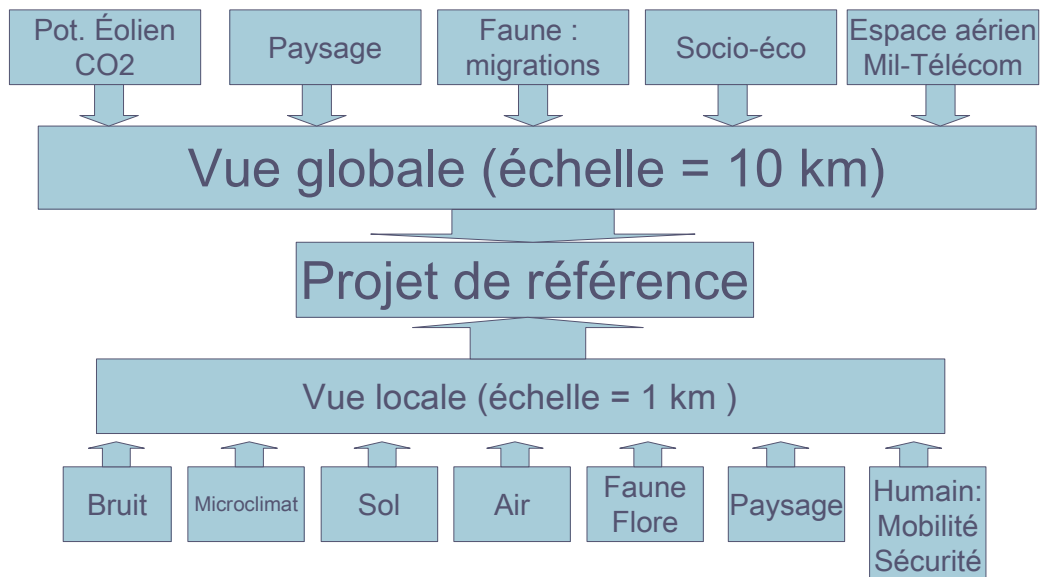 Pot. Éolien
CO2
Paysage
Faune :
migrations
Socio-éco
Espace aérien
Mil-Télécom
Vue globale (échelle = 10 km)
Projet de référence
Vue locale (échelle = 1 km )
Bruit
Microclimat
Sol
Air
Faune
Flore
Paysage
Humain:
Mobilité
Sécurité